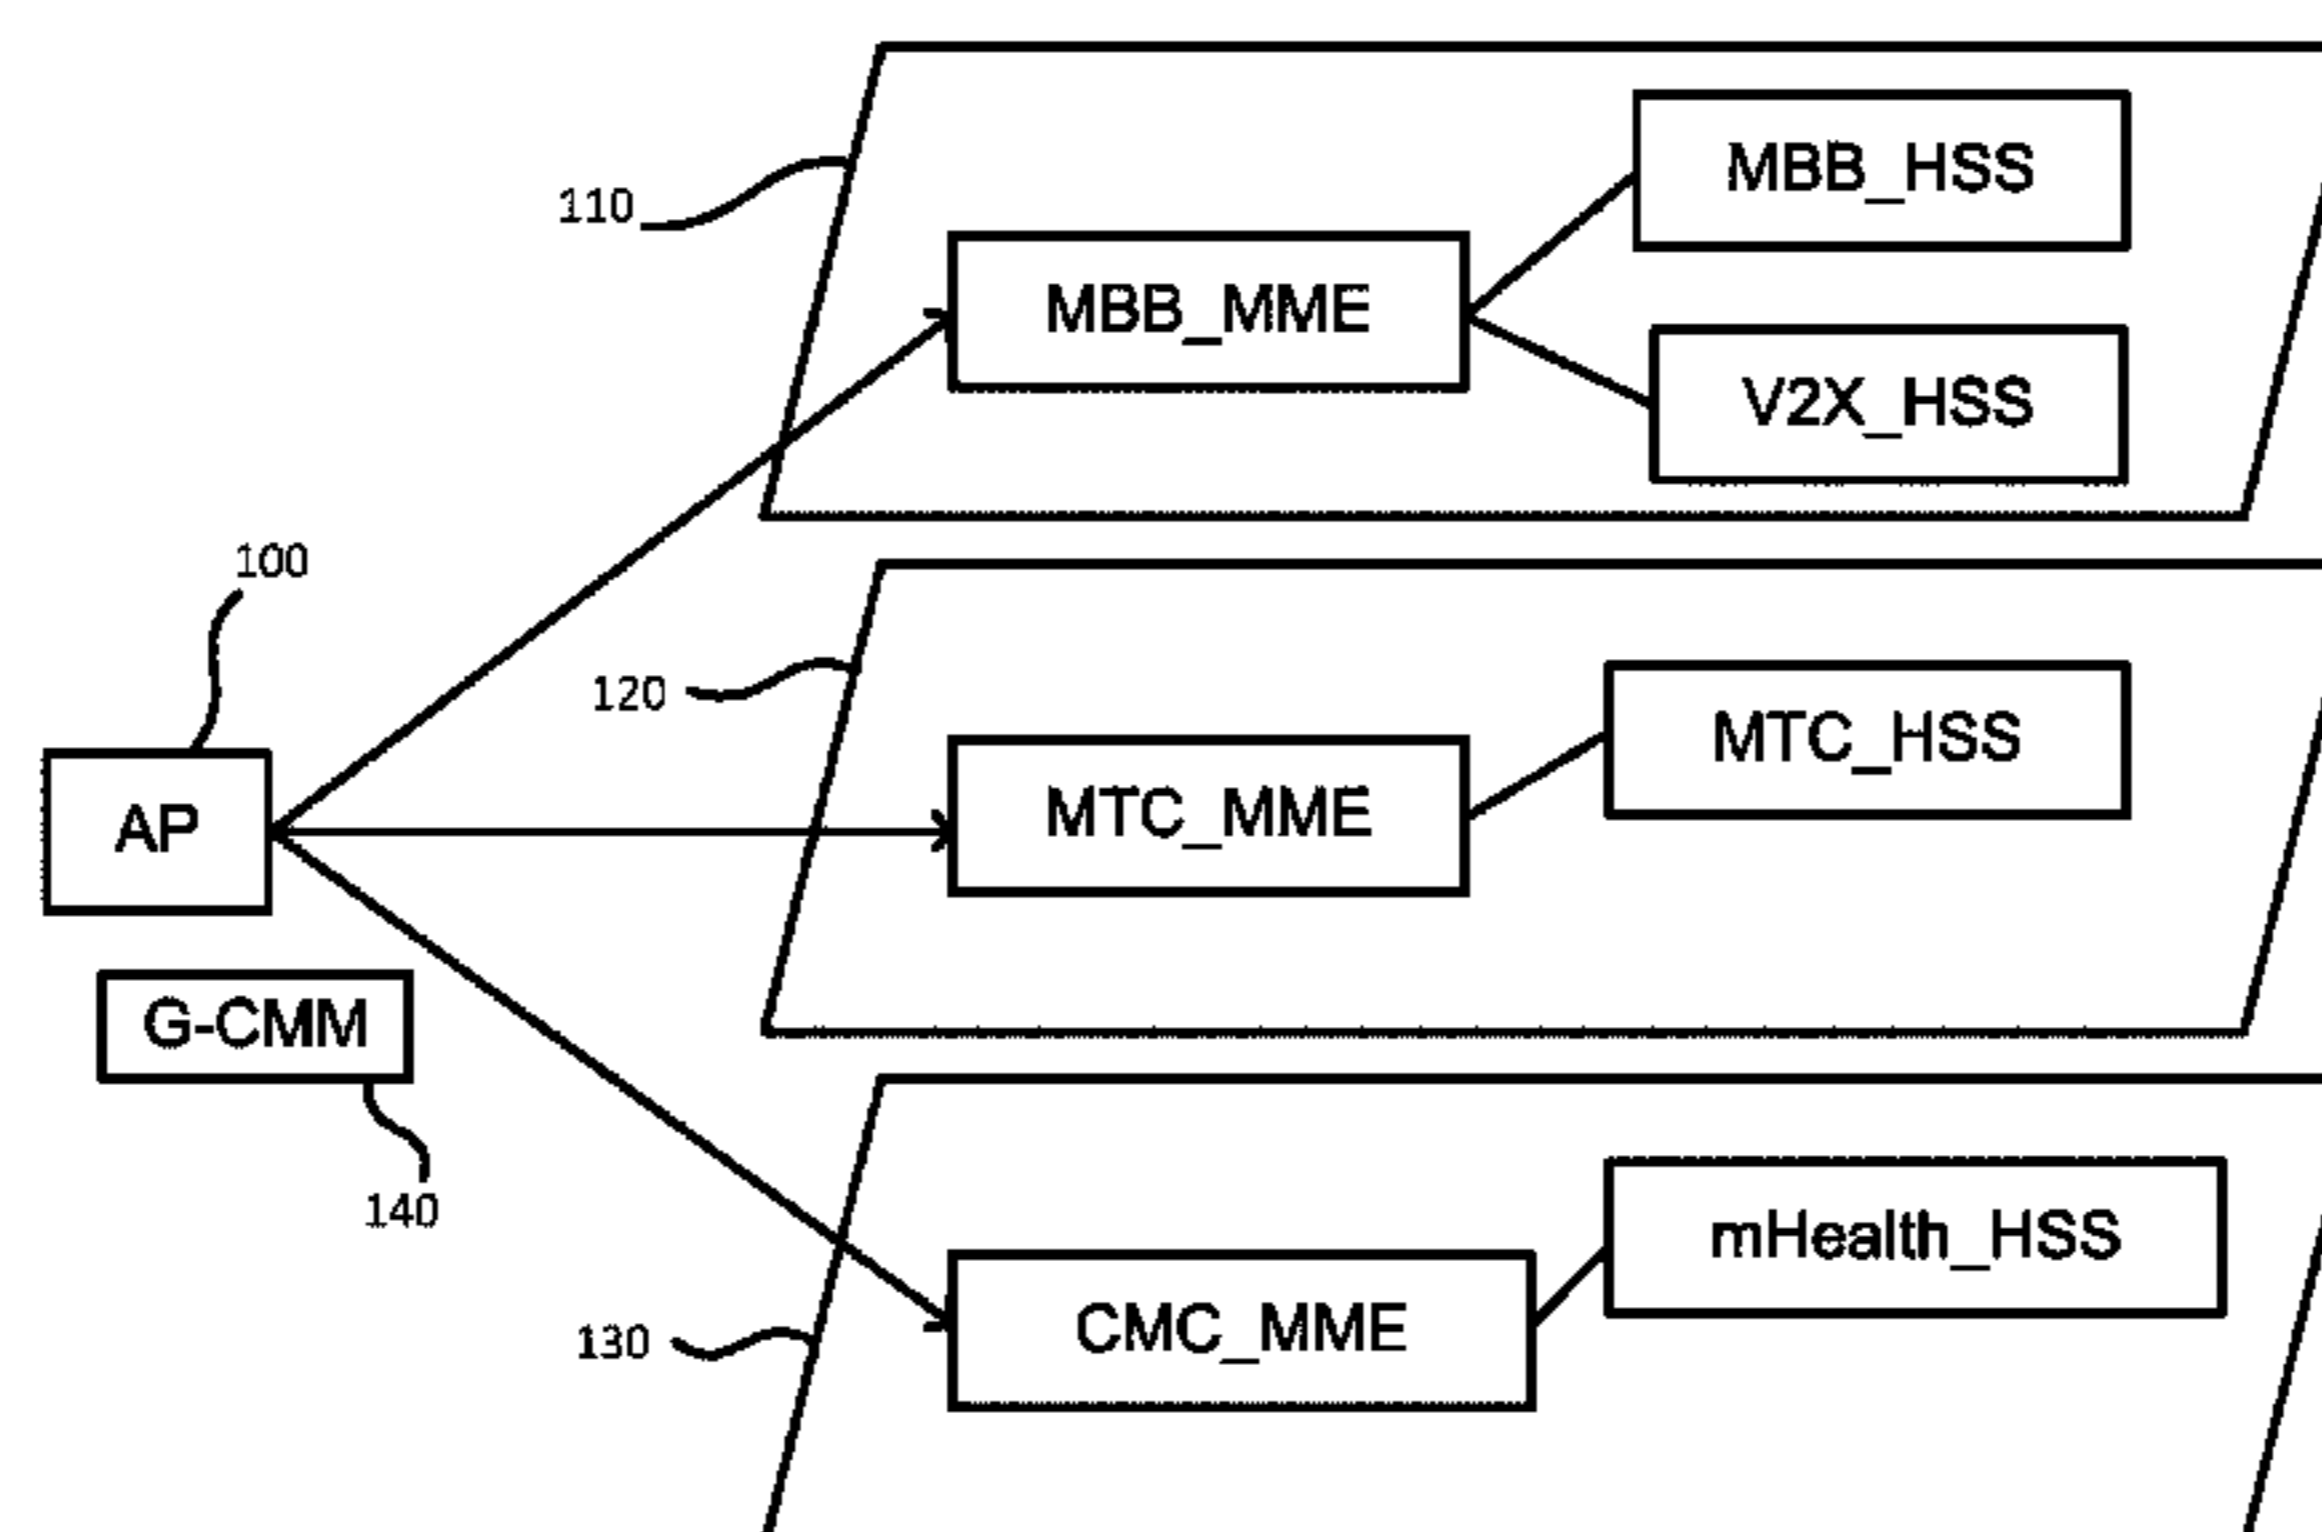 MBB_HSS
110
MBB_MME
V2X_HSS
100
120
MTC_HSS
MTC_MME
AP
G-CMM
140
mHealth_HSS
130
CMC_MME